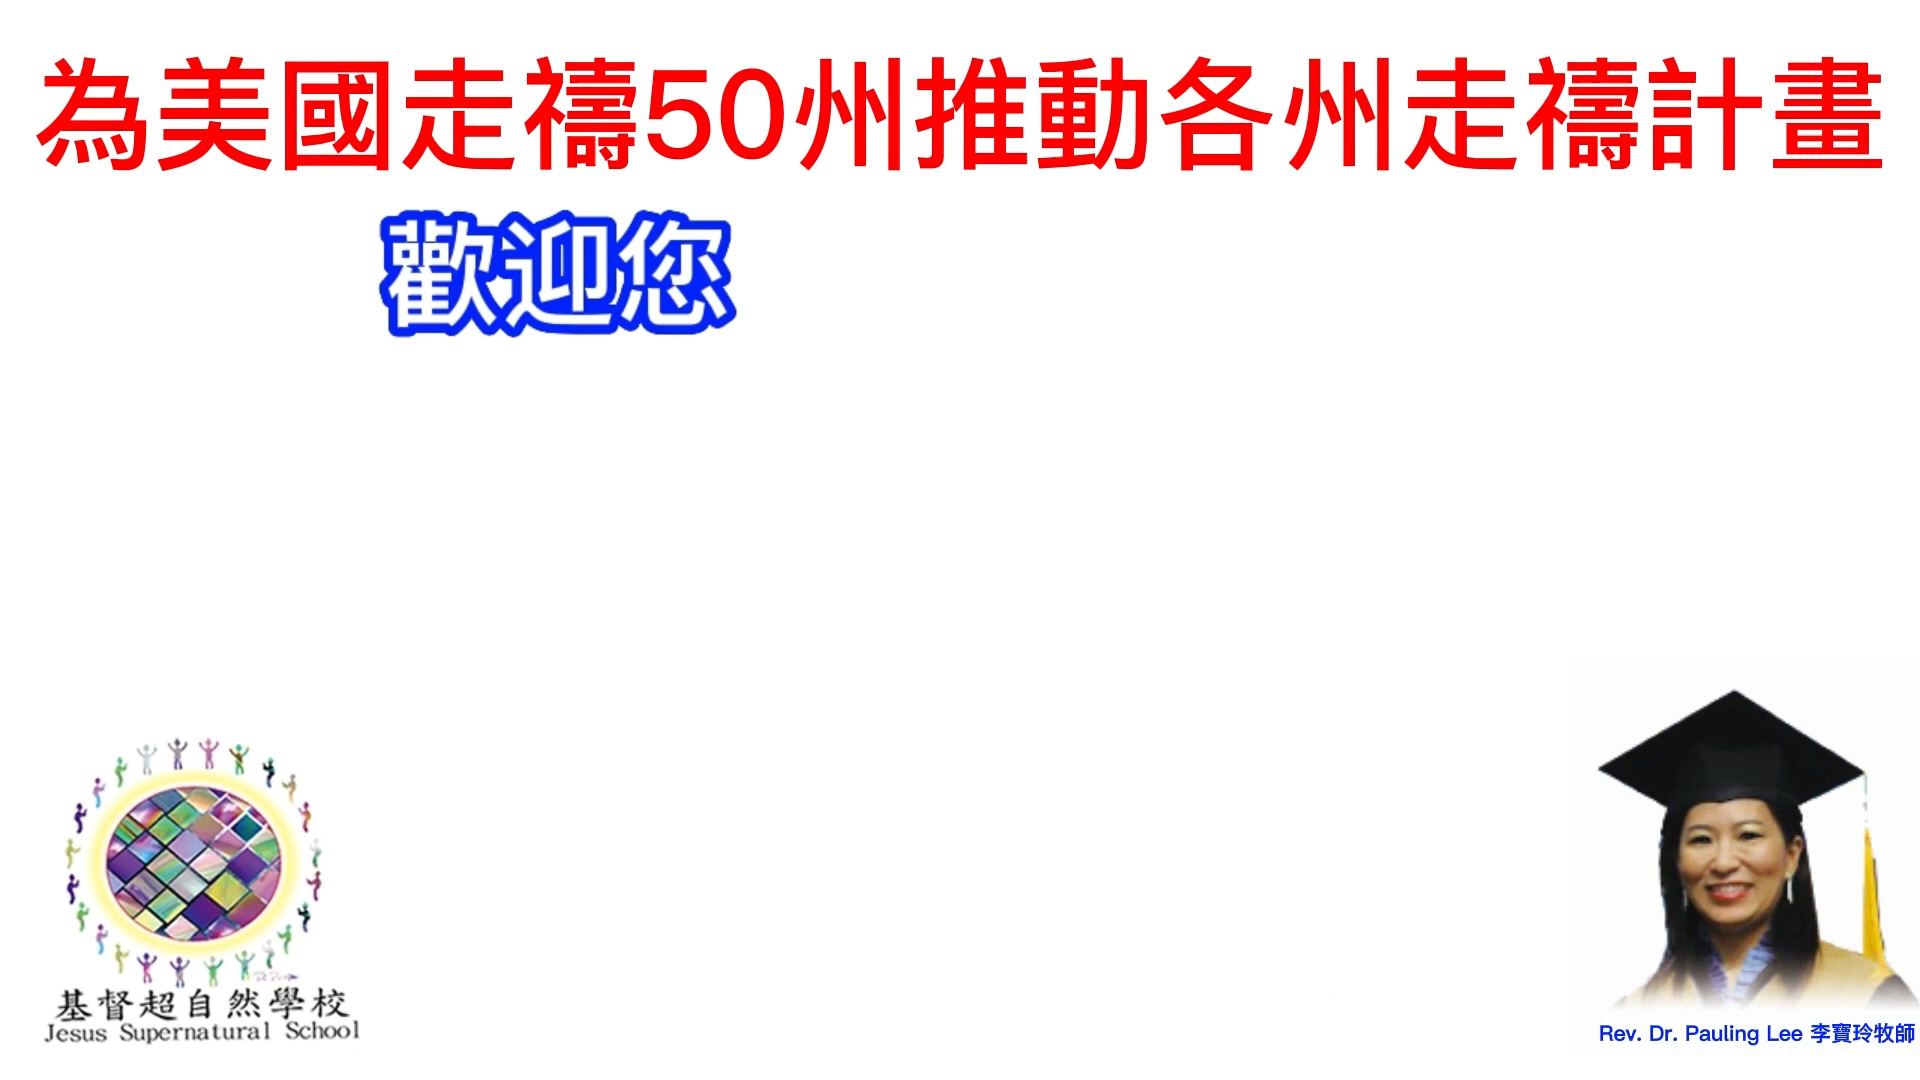 為美國走禱50州推動各州走禱計畫
歡迎您
基督超自然學校
Jesus Supernatural School
Rev. Dr. Pauling Lee 李寶玲牧師